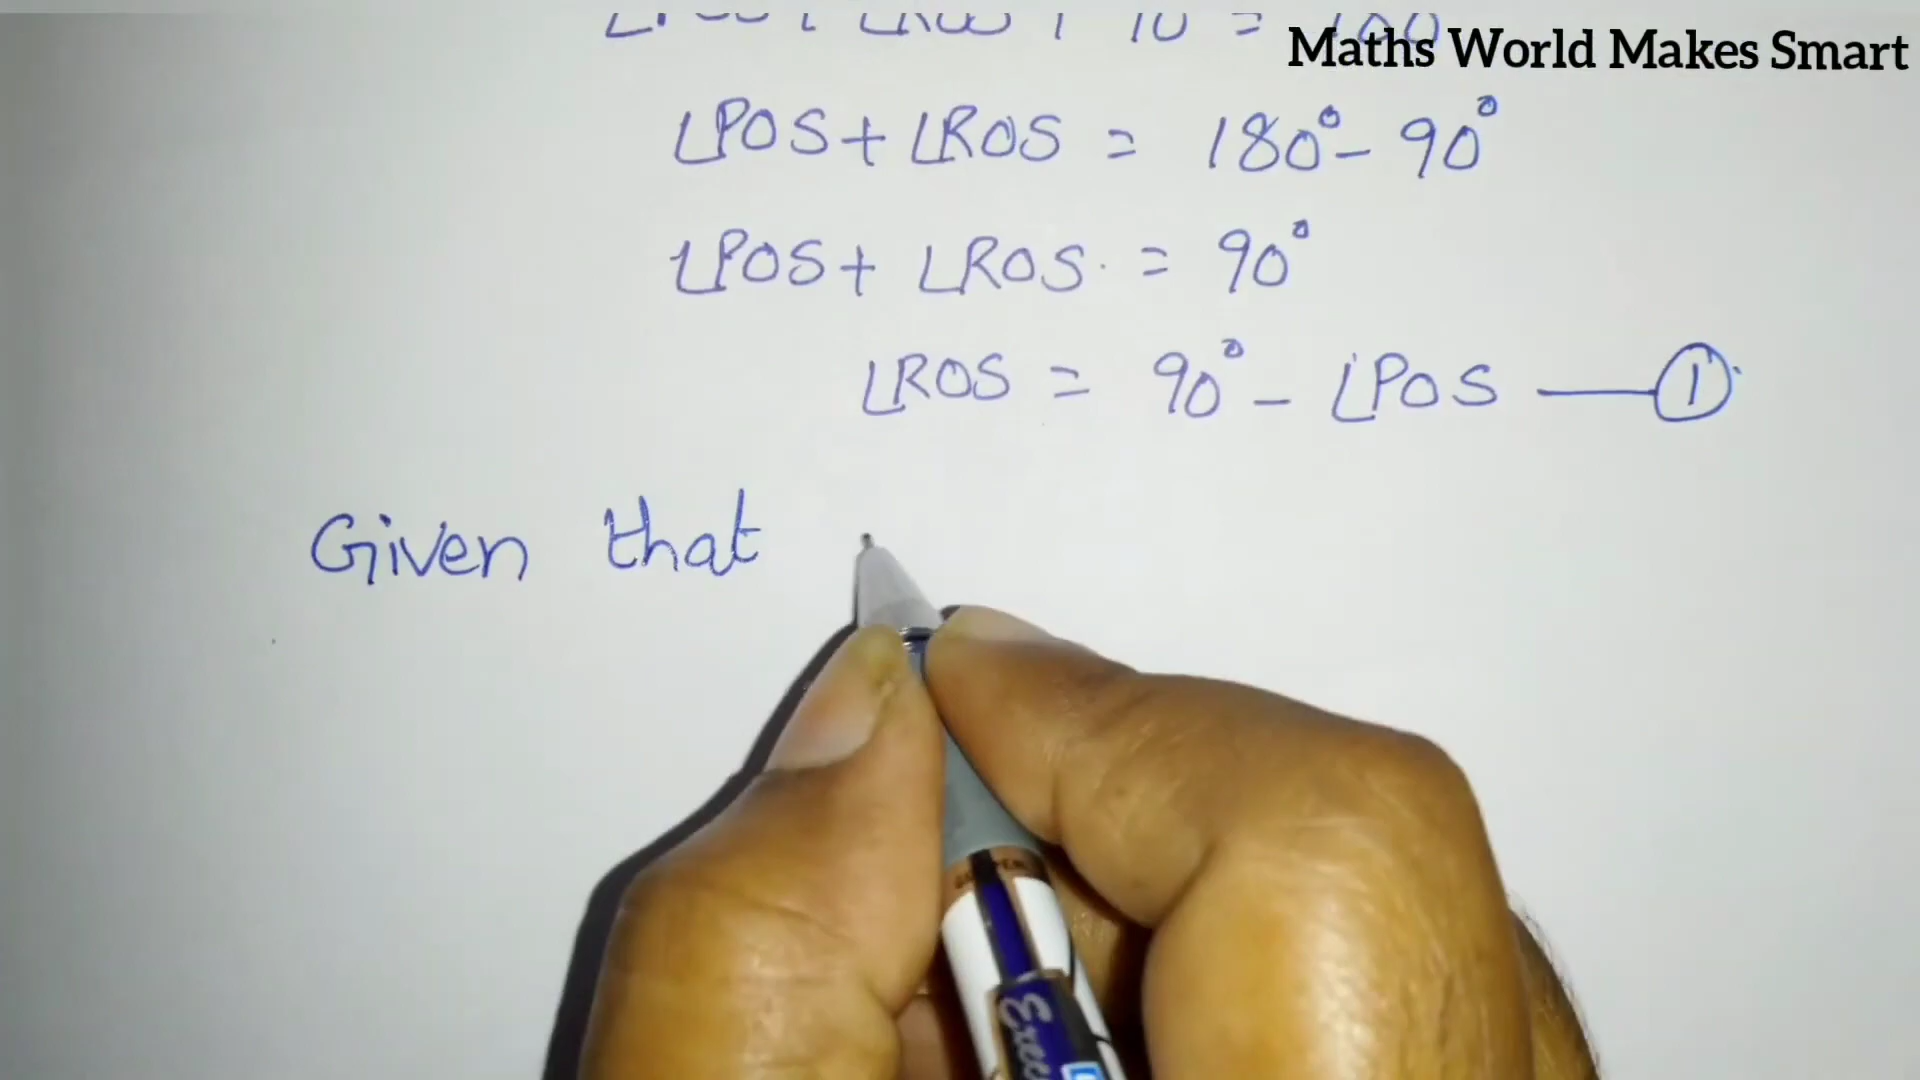 Maths World Makes Smart
∠POS + ∠ROS = 180° - 90°
∠POS + ∠ROS = 90°
∠ROS = 90° - ∠POS — ①
Given that